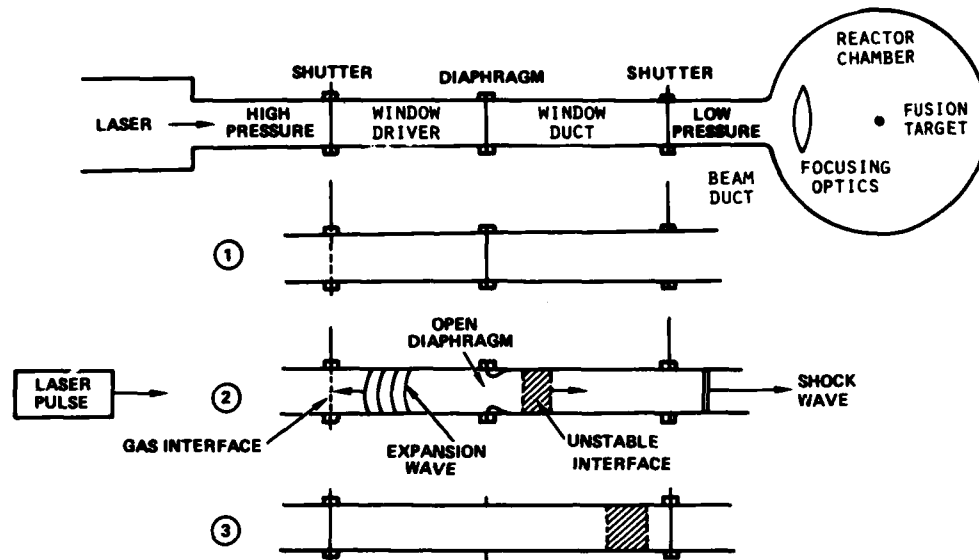 SHUTTER
DIAPHRAGM
SHUTTER
REACTOR
CHAMBER
LASER
HIGH
PRESSURE
WINDOW
DRIVER
WINDOW
DUCT
LOW
PRESSURE
FUSION
TARGET
BEAM
DUCT
FOCUSING
OPTICS
1
OPEN
DIAPHRAGM
LASER
PULSE
2
SHOCK
WAVE
GAS INTERFACE
EXPANSION
WAVE
UNSTABLE
INTERFACE
3